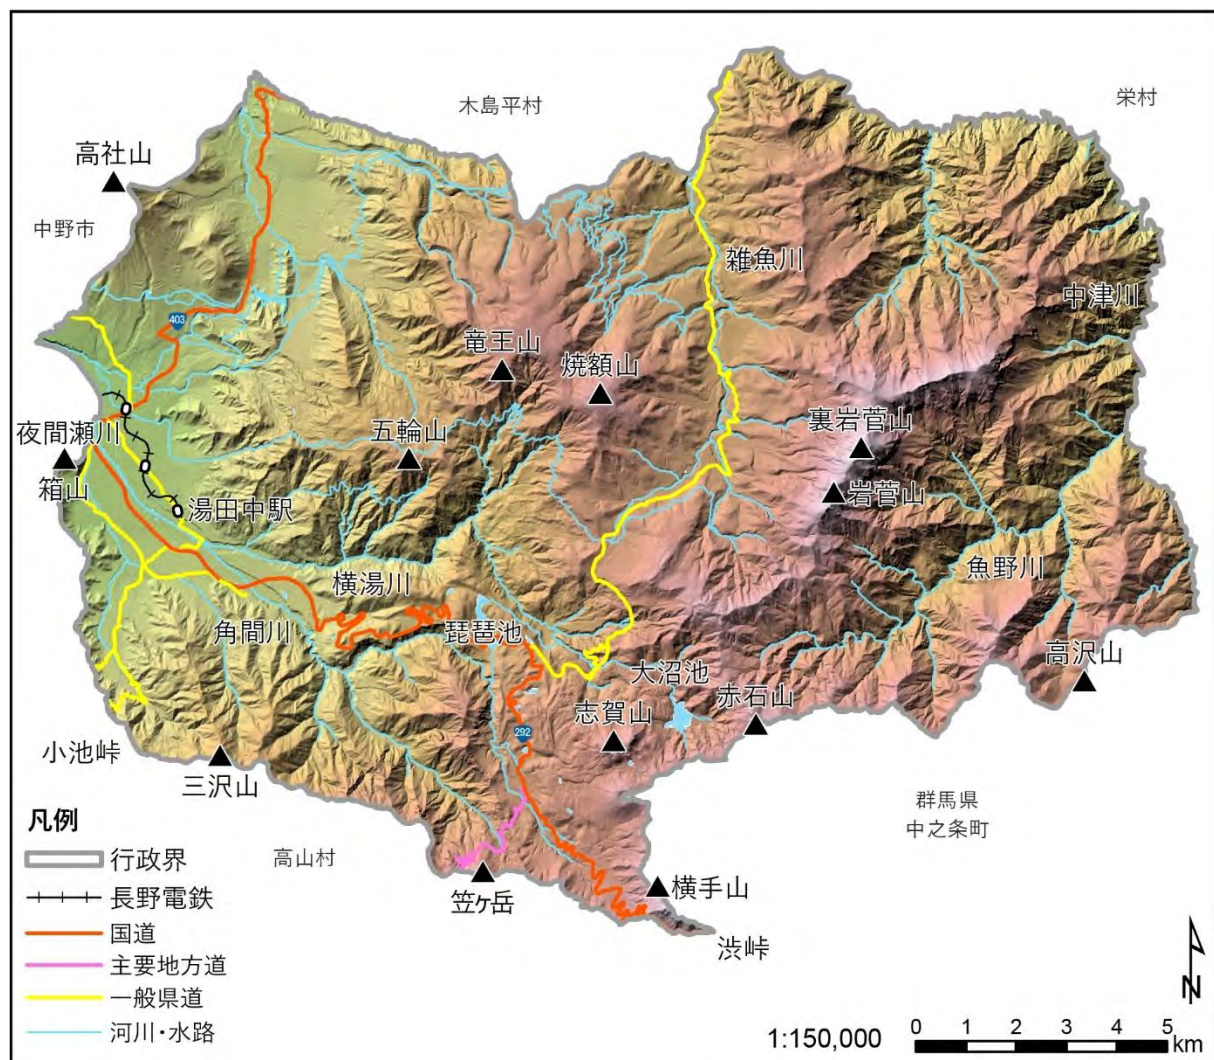 木島平村
栄村
高社山
中野市
雑魚川
中津川
403
竜王山
焼額山
夜間瀬川
五輪山
裏岩菅山
箱山
岩菅山
湯田中駅
横湯川
魚野川
角間川
琵琶池
大沼池
高沢山
赤石山
志賀山
292
小池峠
三沢山
群馬県
中之条町
高山村
笠ケ岳
横手山
渋峠
凡例
行政界
長野電鉄
国道
主要地方道
一般県道
河川・水路
N
1:150,000
0 1 2 3 4 5
km